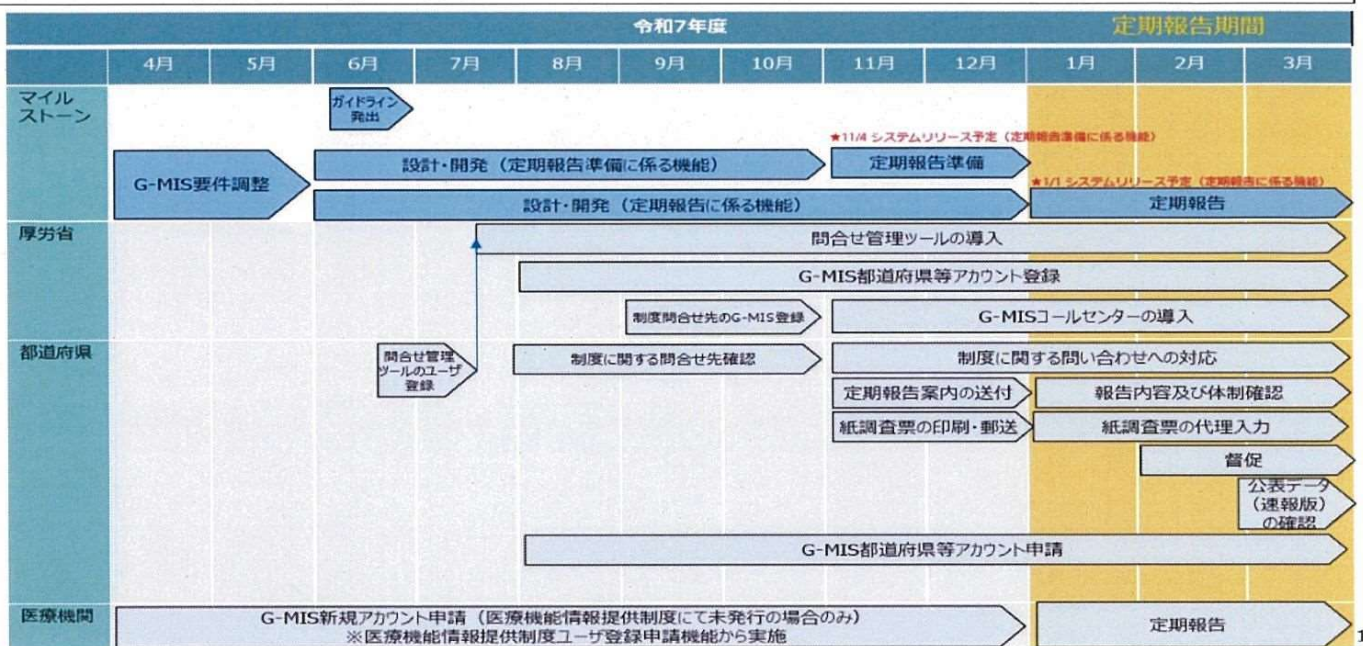 令和7年度
定期報告期間
4月
5月
6月
7月
8月
9月
10月
11月
12月
1月
2月
3月
マイル
ストーン
ガイドライン
発出
★11/4 システムリリース予定（定期報告準備に係る機能）
G-MIS要件調整
設計・開発（定期報告準備に係る機能）
定期報告準備
★1/1 システムリリース予定（定期報告に係る機能）
設計・開発（定期報告に係る機能）
定期報告
厚労省
問合せ管理ツールの導入
G-MIS都道府県等アカウント登録
制度問合せ先のG-MIS登録
G-MISコールセンターの導入
都道府県
問合せ管理
ツールのユーザ
登録
制度に関する問合せ先確認
制度に関する問い合わせへの対応
定期報告案内の送付
報告内容及び体制確認
紙調査票の印刷・郵送
紙調査票の代理入力
督促
公表データ
（速報版）
の確認
G-MIS都道府県等アカウント申請
医療機関
G-MIS新規アカウント申請（医療機能情報提供制度にて未発行の場合のみ）
※医療機能情報提供制度ユーザ登録申請機能から実施
定期報告
1